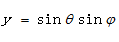 y = sin θ sin φ